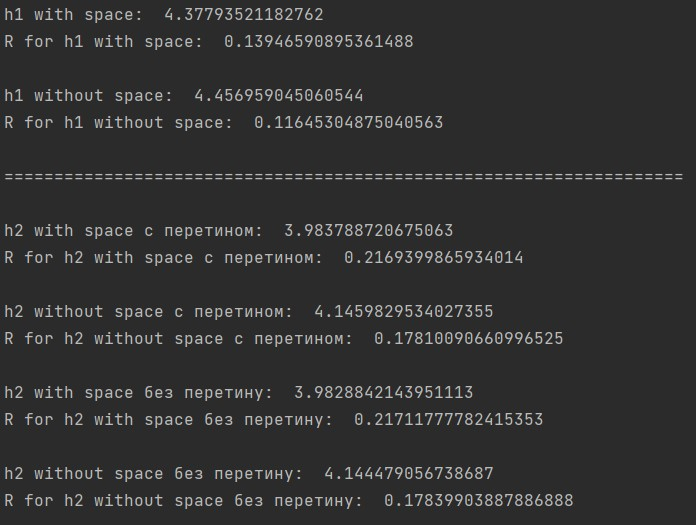 h1 with space:  4.37793521182762
R for h1 with space:  0.13946590895361488
h1 without space:  4.456959045060544
R for h1 without space:  0.11645304875040563
====================================================================
h2 with space с перетином:  3.983788720675063
R for h2 with space с перетином:  0.2169399865934014
h2 without space с перетином:  4.1459829534027355
R for h2 without space с перетином:  0.17810090660996525
h2 with space без перетину:  3.9828842143951113
R for h2 with space без перетину:  0.21711777782415353
h2 without space без перетину:  4.144479056738687
R for h2 without space без перетину:  0.17839903887886888